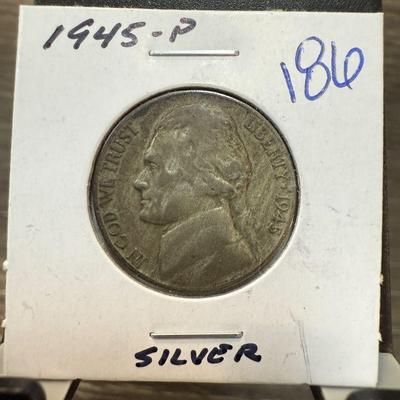 1945-P
186
IN GOD WE TRUST
LIBERTY * 1945
SILVER